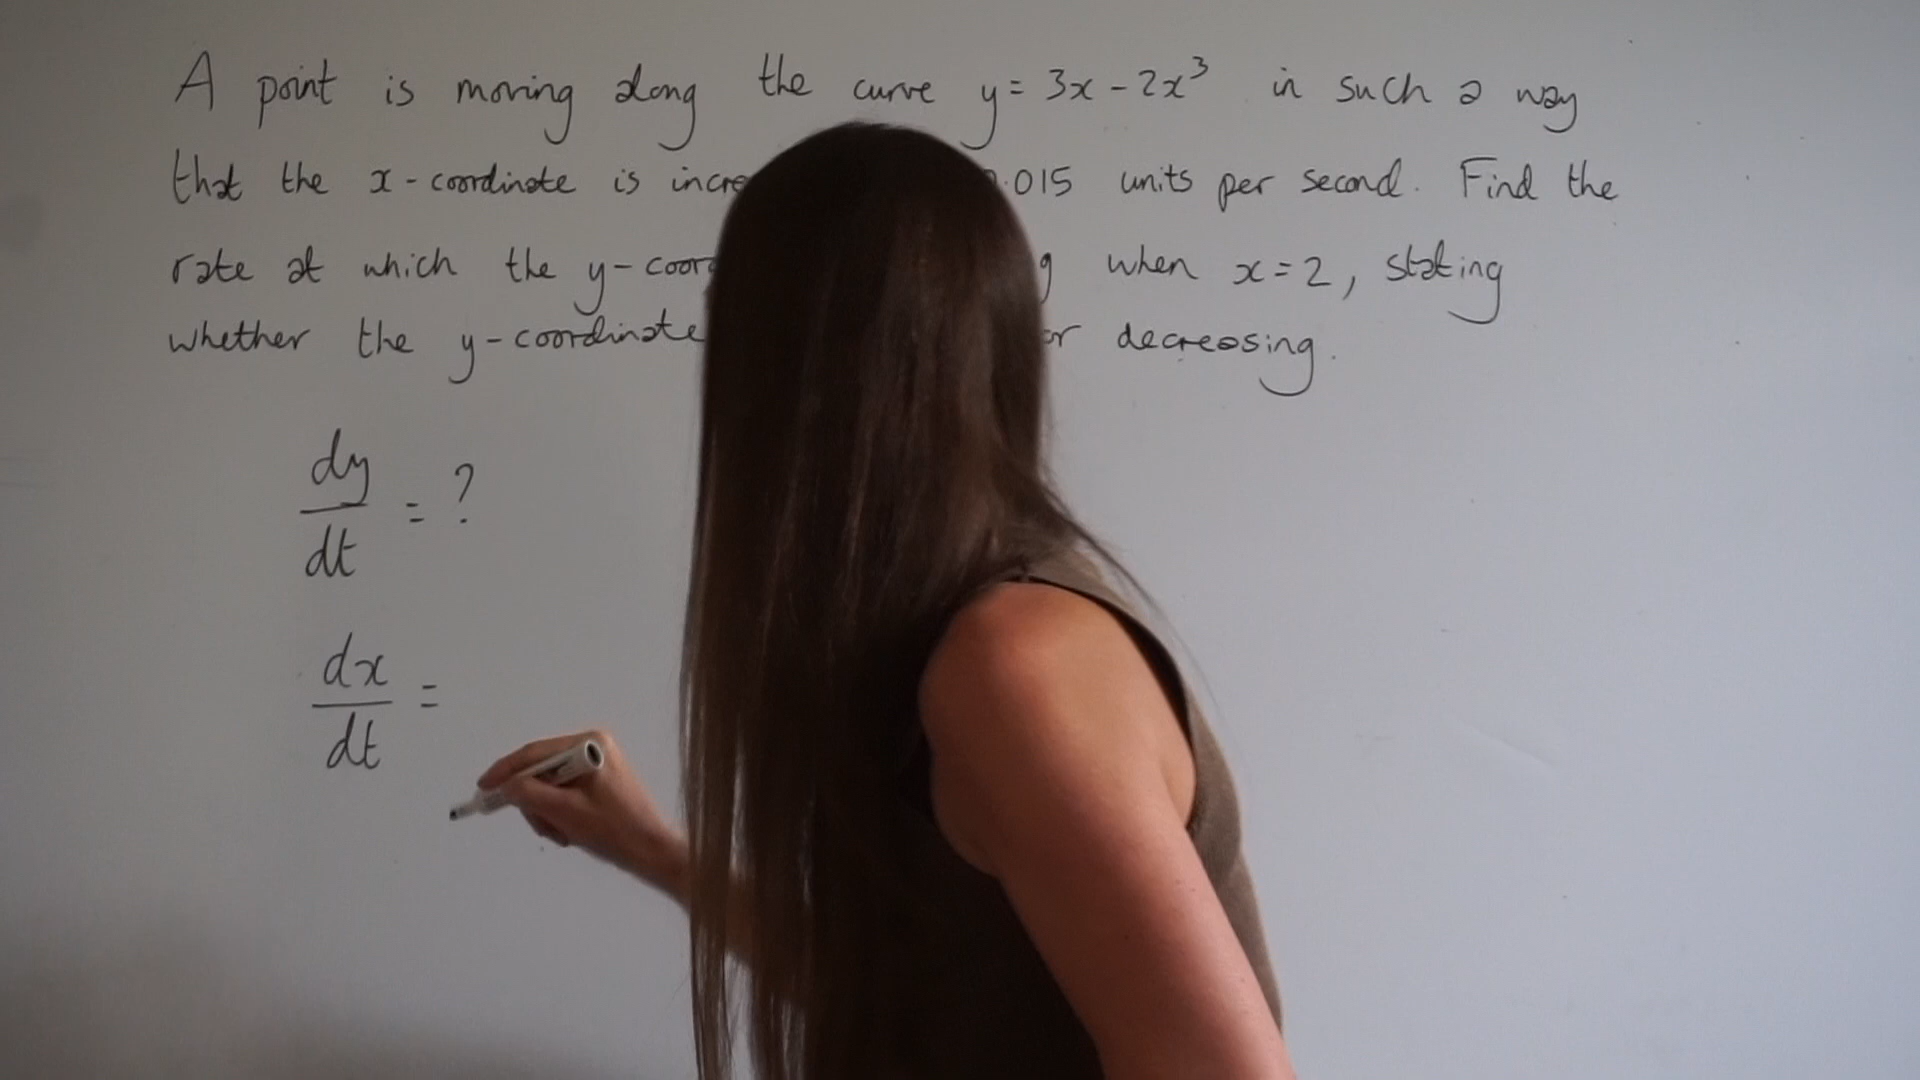 A point is moving along the curve y = 3x - 2x³ in such a way
that the x-coordinate is incre .015 units per second. Find the
rate at which the y-coord g when x = 2, stating
whether the y-coordinate or decreasing.
dy/dt = ?
dx/dt =